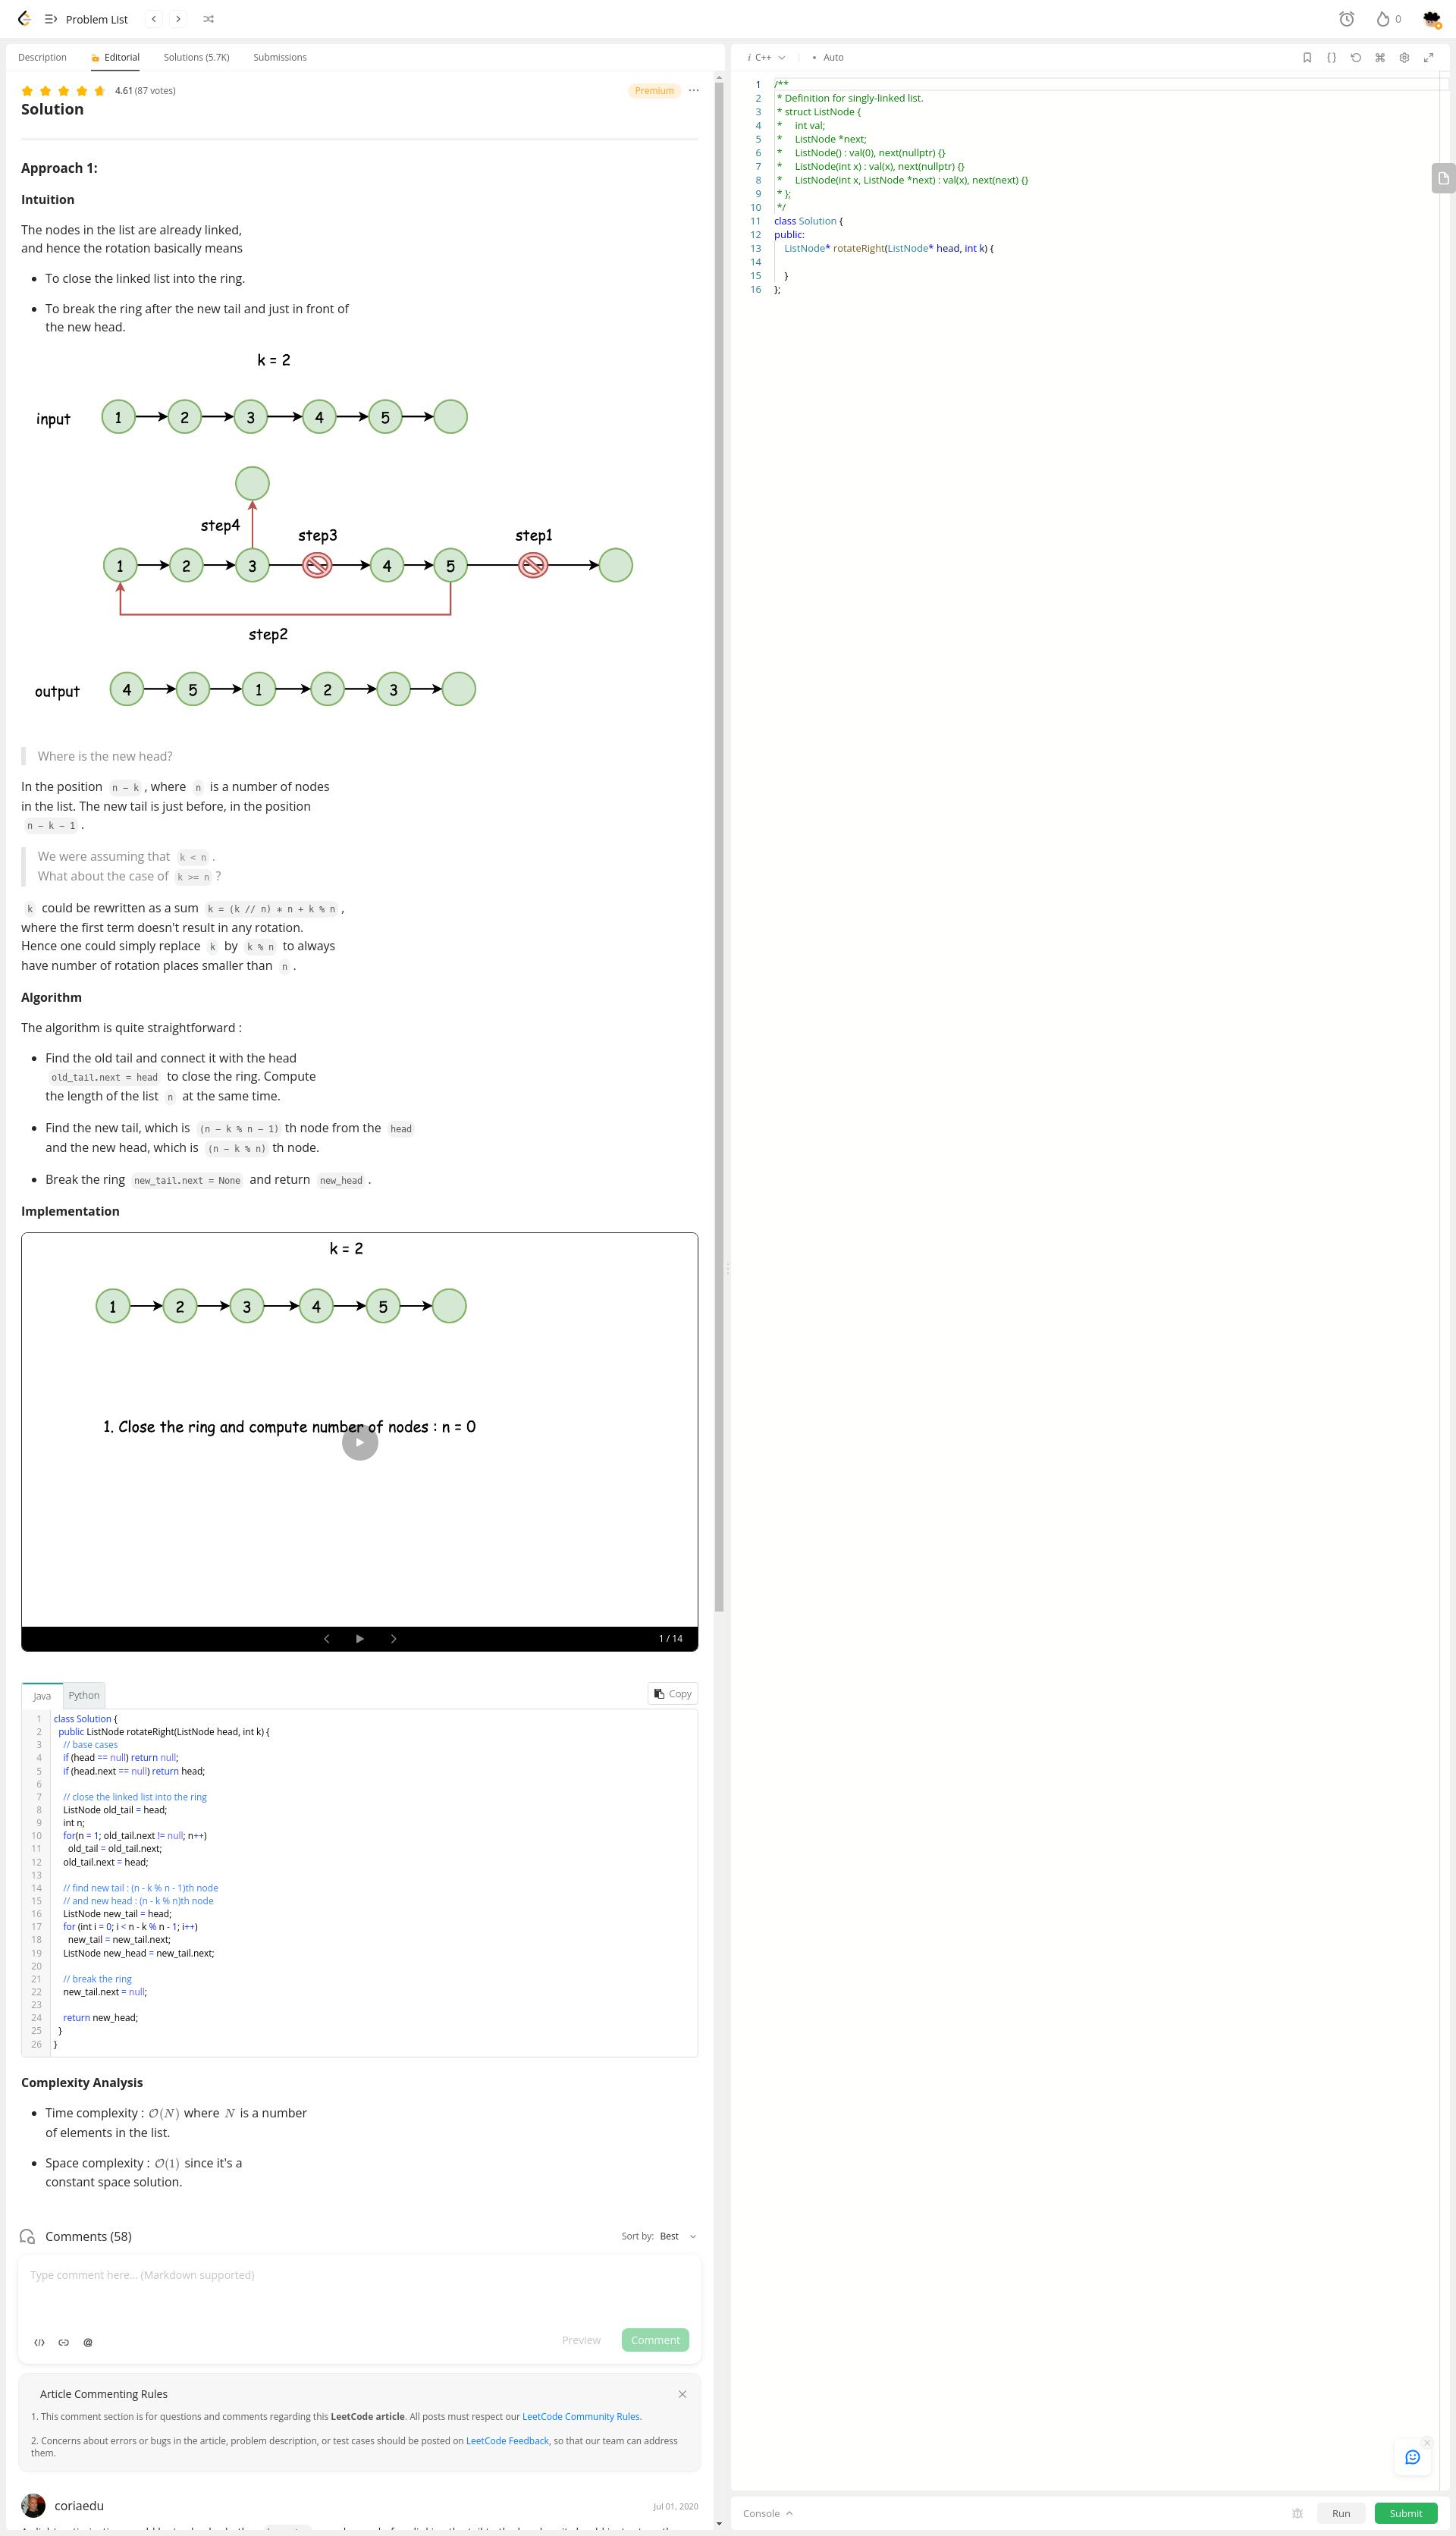 Problem List
0
Description
Editorial
Solutions (5.7K)
Submissions
4.61 (87 votes)
Premium
Solution
Approach 1:
Intuition
The nodes in the list are already linked,
and hence the rotation basically means
To close the linked list into the ring.
To break the ring after the new tail and just in front of
the new head.
k = 2
input
1 2 3 4 5
step4
step3
step1
1 2 3 4 5
step2
output
4 5 1 2 3
Where is the new head?
In the position n - k , where n is a number of nodes
in the list. The new tail is just before, in the position
n - k - 1 .
We were assuming that k < n .
What about the case of k >= n ?
k could be rewritten as a sum k = (k // n) * n + k % n ,
where the first term doesn't result in any rotation.
Hence one could simply replace k by k % n to always
have number of rotation places smaller than n .
Algorithm
The algorithm is quite straightforward :
Find the old tail and connect it with the head
old_tail.next = head to close the ring. Compute
the length of the list n at the same time.
Find the new tail, which is (n - k % n - 1) th node from the head
and the new head, which is (n - k % n) th node.
Break the ring new_tail.next = None and return new_head .
Implementation
k = 2
1 2 3 4 5
1. Close the ring and compute number of nodes : n = 0
1 / 14
Java
Python
Copy
1 class Solution {
2 public ListNode rotateRight(ListNode head, int k) {
3 // base cases
4 if (head == null) return null;
5 if (head.next == null) return head;
6
7 // close the linked list into the ring
8 ListNode old_tail = head;
9 int n;
10 for(n = 1; old_tail.next != null; n++)
11 old_tail = old_tail.next;
12 old_tail.next = head;
13
14 // find new tail : (n - k % n - 1)th node
15 // and new head : (n - k % n)th node
16 ListNode new_tail = head;
17 for (int i = 0; i < n - k % n - 1; i++)
18 new_tail = new_tail.next;
19 ListNode new_head = new_tail.next;
20
21 // break the ring
22 new_tail.next = null;
23
24 return new_head;
25 }
26 }
Complexity Analysis
Time complexity : O(N) where N is a number
of elements in the list.
Space complexity : O(1) since it's a
constant space solution.
Comments (58)
Sort by: Best
Type comment here... (Markdown supported)
Preview
Comment
Article Commenting Rules
1. This comment section is for questions and comments regarding this LeetCode article. All posts must respect our LeetCode Community Rules.
2. Concerns about errors or bugs in the article, problem description, or test cases should be posted on LeetCode Feedback, so that our team can address
them.
coriaedu
Jul 01, 2020
i C++
• Auto
1 /**
2 * Definition for singly-linked list.
3 * struct ListNode {
4 * int val;
5 * ListNode *next;
6 * ListNode() : val(0), next(nullptr) {}
7 * ListNode(int x) : val(x), next(nullptr) {}
8 * ListNode(int x, ListNode *next) : val(x), next(next) {}
9 * };
10 */
11 class Solution {
12 public:
13 ListNode* rotateRight(ListNode* head, int k) {
14
15 }
16 };
Console
Run
Submit